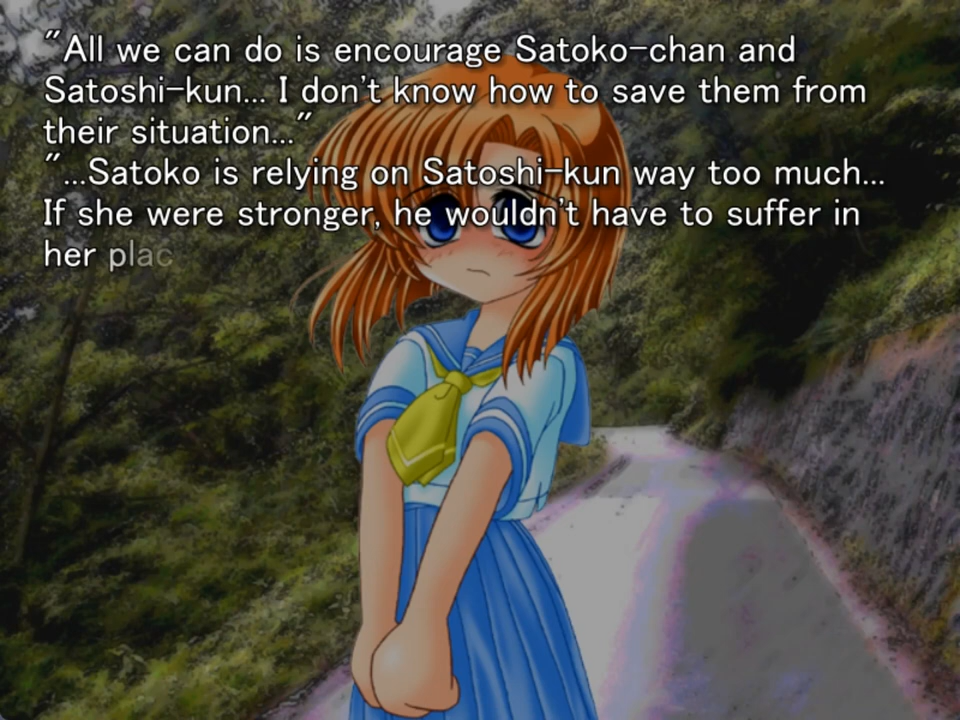 "All we can do is encourage Satoko-chan and
Satoshi-kun... I don't know how to save them from
their situation..."
"...Satoko is relying on Satoshi-kun way too much...
If she were stronger, he wouldn't have to suffer in
her plac